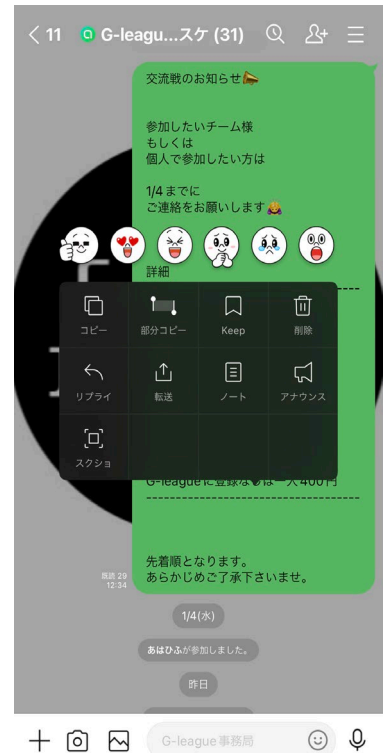 11 G-leagu...スケ (31)
交流戦のお知らせ
参加したいチーム様
もしくは
個人で参加したい方は
1/4までに
ご連絡をお願いします
詳細
----------------
コピー 部分コピー Keep 削除
リプライ 転送 ノート アナウンス
スクショ
G-leagueに登録な
は一人400円
----------------
先着順となります。
あらかじめご了承下さいませ。
既読 29
12:34
1/4(水)
あはひふが参加しました。
昨日
G-league事務局